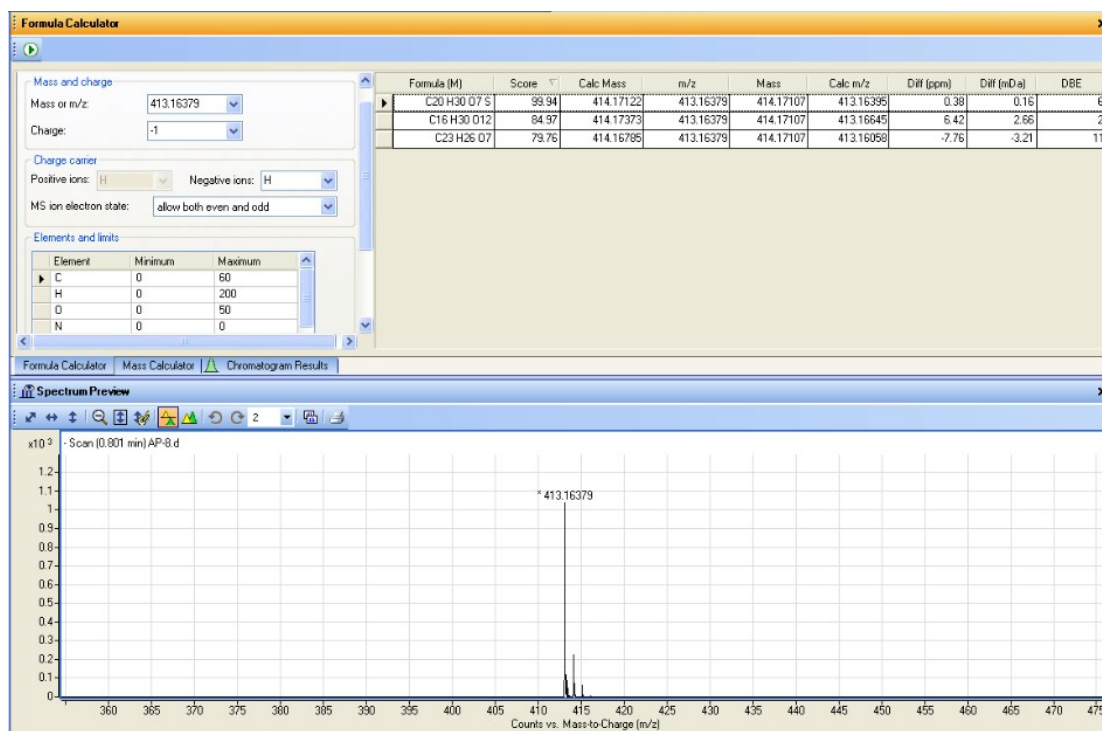 Formula Calculator
Mass and charge
Mass or m/z: 413.16379
Charge: -1
Charge carrier
Positive ions: H Negative ions: H
MS ion electron state: allow both even and odd
Elements and limits
Element Minimum Maximum
C 0 60
H 0 200
O 0 50
N 0 0
Formula (M) Score Calc Mass m/z Mass Calc m/z Diff (ppm) Diff (mDa) DBE
C20 H30 O7 S 99.94 414.17122 413.16379 414.17107 413.16395 0.38 0.16 6
C16 H30 O12 84.97 414.17373 413.16379 414.17107 413.16645 6.42 2.66 2
C23 H26 O7 79.76 414.16785 413.16379 414.17107 413.16058 -7.76 -3.21 11
Formula Calculator Mass Calculator Chromatogram Results
Spectrum Preview
2
x10 3 - Scan (0.801 min) AP-8.d
1.2
1.1
1
0.9
0.8
0.7
0.6
0.5
0.4
0.3
0.2
0.1
0
* 413.16379
360 365 370 375 380 385 390 395 400 405 410 415 420 425 430 435 440 445 450 455 460 465 470 475
Counts vs. Mass-to-Charge (m/z)